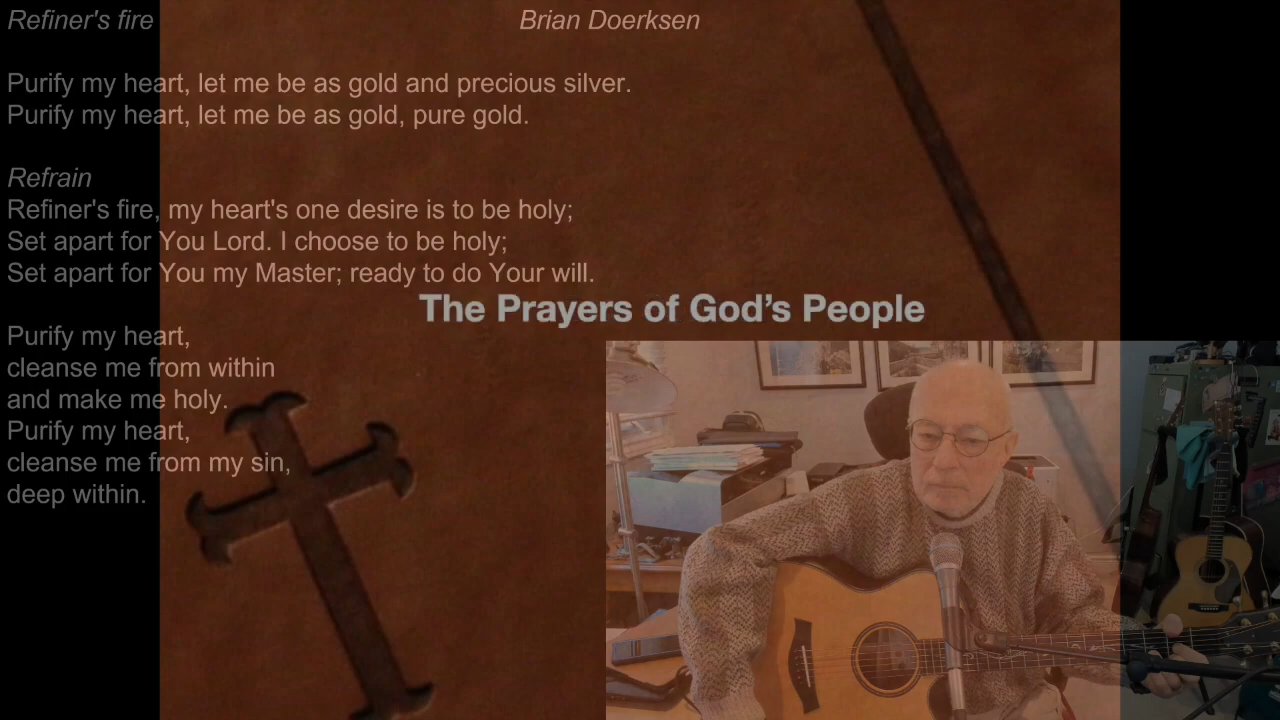 Refiner's fire Brian Doerksen
Purify my heart, let me be as gold and precious silver.
Purify my heart, let me be as gold, pure gold.
Refrain
Refiner's fire, my heart's one desire is to be holy;
Set apart for You Lord. I choose to be holy;
Set apart for You my Master; ready to do Your will.
The Prayers of God’s People
Purify my heart,
cleanse me from within
and make me holy.
Purify my heart,
cleanse me from my sin,
deep within.